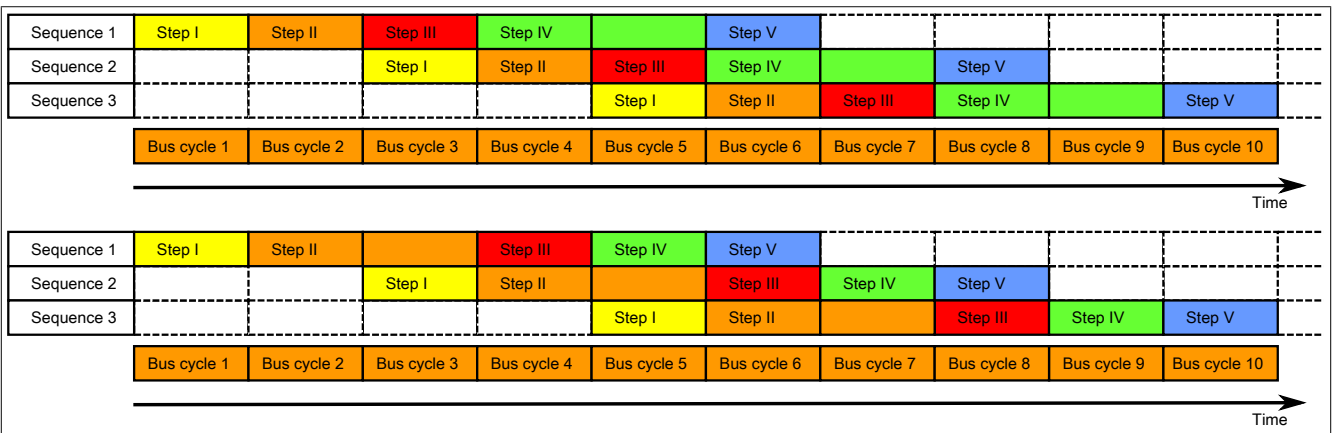 Sequence 1 Step I Step II Step III Step IV Step V
Sequence 2 Step I Step II Step III Step IV Step V
Sequence 3 Step I Step II Step III Step IV Step V
Bus cycle 1 Bus cycle 2 Bus cycle 3 Bus cycle 4 Bus cycle 5 Bus cycle 6 Bus cycle 7 Bus cycle 8 Bus cycle 9 Bus cycle 10
Time
Sequence 1 Step I Step II Step III Step IV Step V
Sequence 2 Step I Step II Step III Step IV Step V
Sequence 3 Step I Step II Step III Step IV Step V
Bus cycle 1 Bus cycle 2 Bus cycle 3 Bus cycle 4 Bus cycle 5 Bus cycle 6 Bus cycle 7 Bus cycle 8 Bus cycle 9 Bus cycle 10
Time